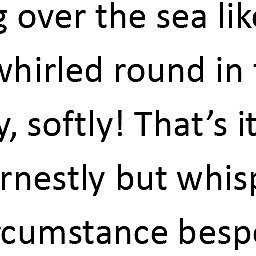 g over the sea like
whirled round in
y, softly! That’s it
rnestly but whisp
rcumstance bespo